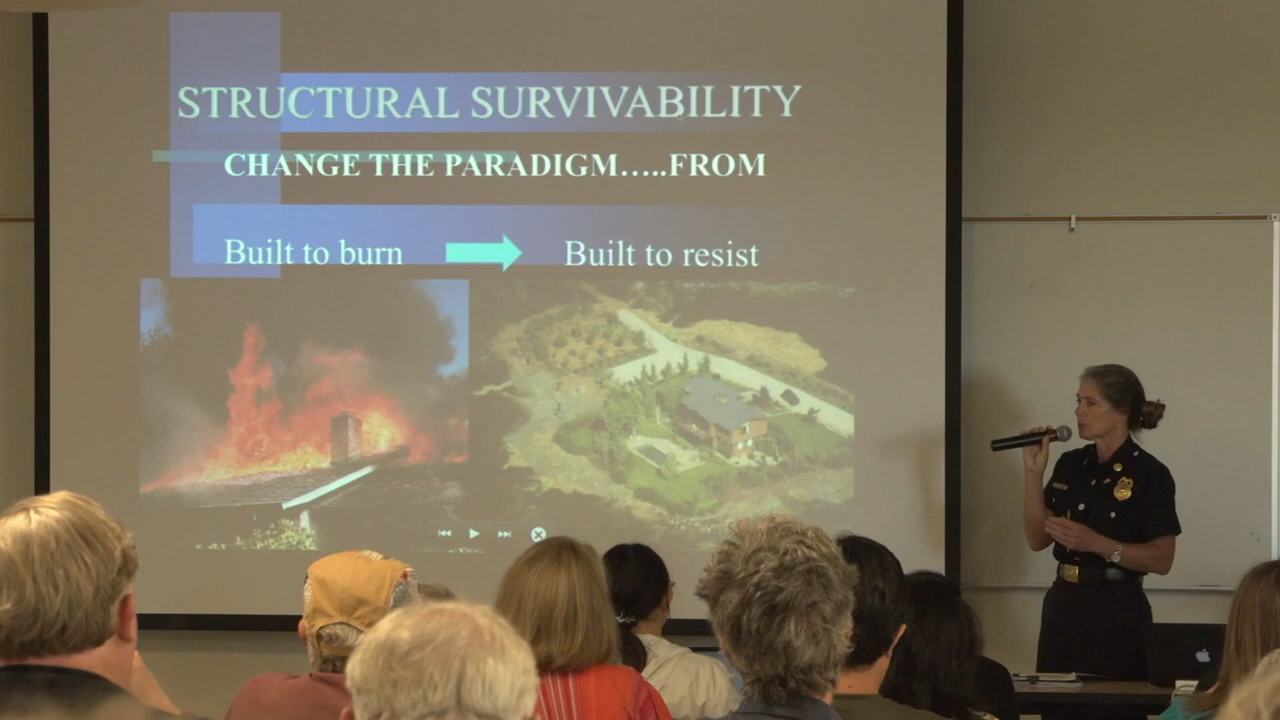 STRUCTURAL SURVIVABILITY
CHANGE THE PARADIGM.....FROM
Built to burn
Built to resist